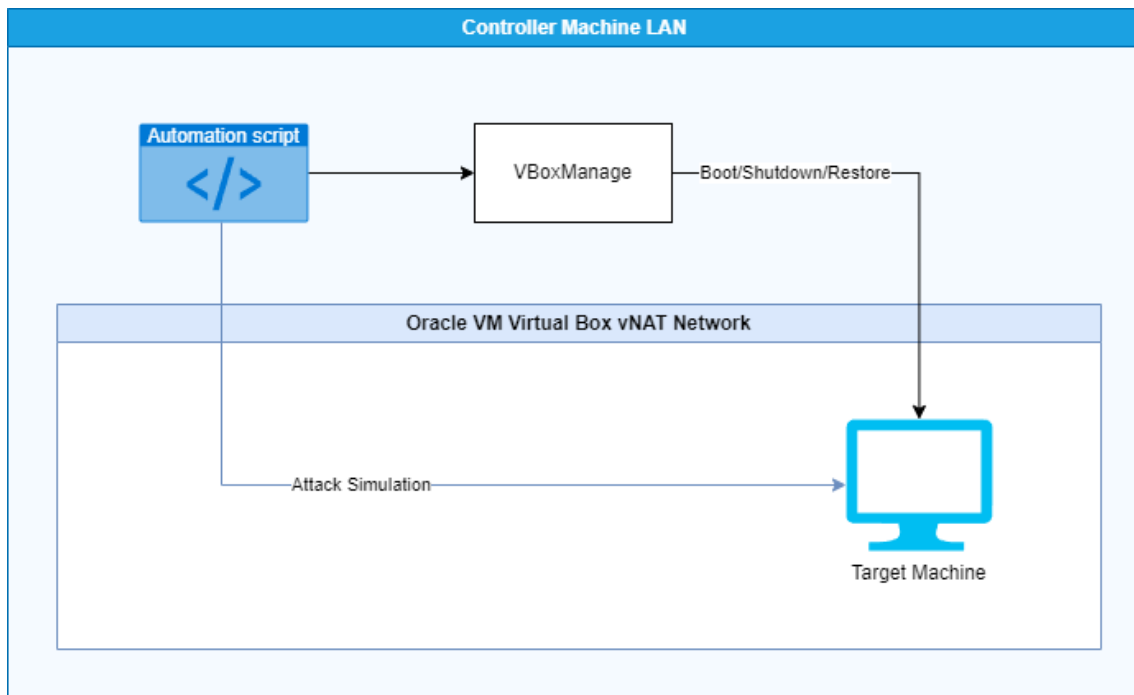 Controller Machine LAN
Automation script
</>
VBoxManage
Boot/Shutdown/Restore
Oracle VM Virtual Box vNAT Network
Attack Simulation
Target Machine